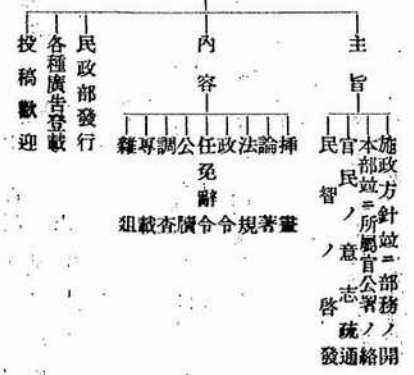 主旨
施政方針竝ニ部務ノ開
本部竝ニ所屬官公署ノ絡
官民ノ意志疏通
民智ノ啓發
內容
挿畫
論著
法規
政令
任免辭令
公牘
調査
專載
雜俎
民政部發行
各種廣告登載
投稿歡迎